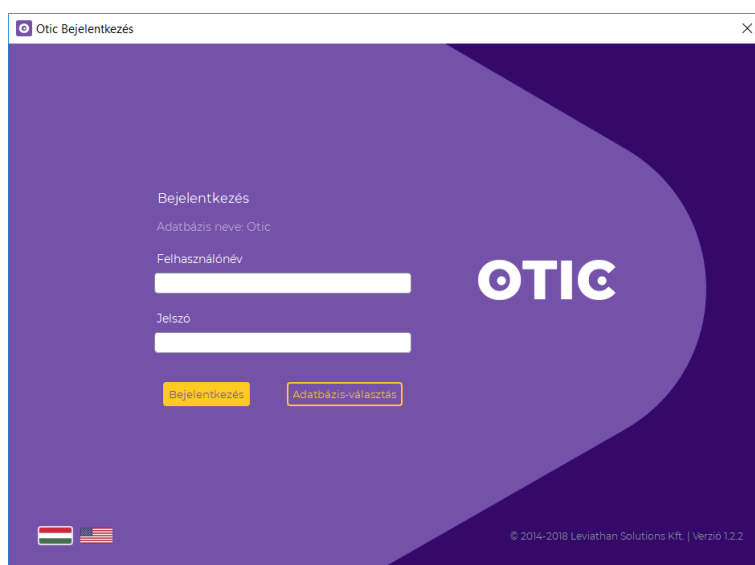 Otic Bejelentkezés
Bejelentkezés
Adatbázis neve: Otic
Felhasználónév
Jelszó
Bejelentkezés
Adatbázis-választás
OTIC
© 2014-2018 Leviathan Solutions Kft. | Verzió 1.2.2